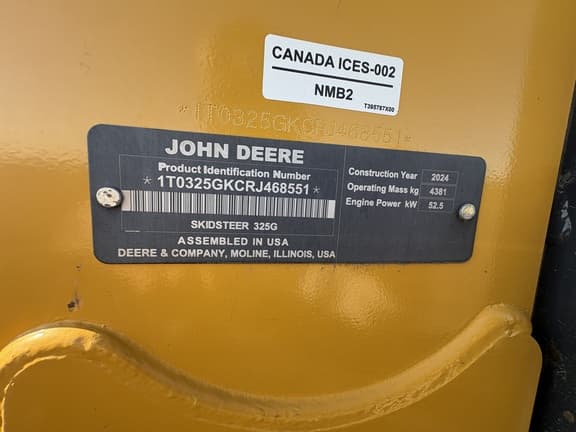 CANADA ICES-002
NMB2
T395787X00
*1T0325GKCRJ468551*
JOHN DEERE
Product Identification Number
*1T0325GKCRJ468551*
SKIDSTEER 325G
ASSEMBLED IN USA
DEERE & COMPANY, MOLINE, ILLINOIS, USA
Construction Year 2024
Operating Mass kg 4381
Engine Power kW 52.5